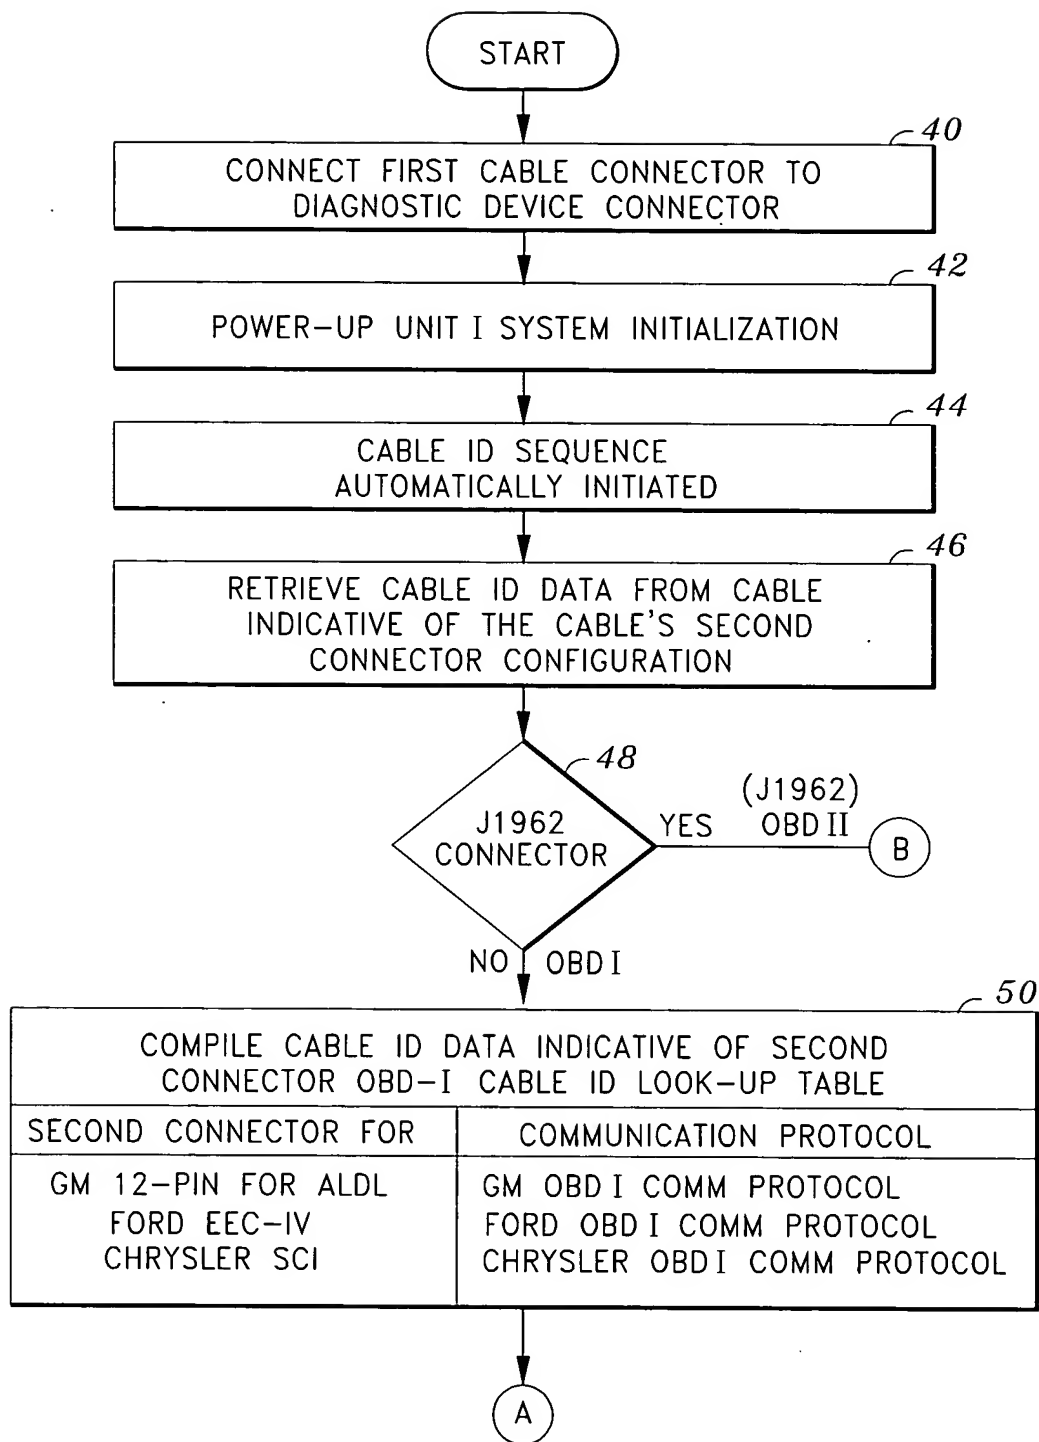 START
40
CONNECT FIRST CABLE CONNECTOR TO
DIAGNOSTIC DEVICE CONNECTOR
42
POWER-UP UNIT I SYSTEM INITIALIZATION
44
CABLE ID SEQUENCE
AUTOMATICALLY INITIATED
46
RETRIEVE CABLE ID DATA FROM CABLE
INDICATIVE OF THE CABLE'S SECOND
CONNECTOR CONFIGURATION
48
J1962
CONNECTOR
YES
(J1962)
OBD II
B
NO OBD I
50
COMPILE CABLE ID DATA INDICATIVE OF SECOND
CONNECTOR OBD-I CABLE ID LOOK-UP TABLE
SECOND CONNECTOR FOR
COMMUNICATION PROTOCOL
GM 12-PIN FOR ALDL
GM OBD I COMM PROTOCOL
FORD EEC-IV
FORD OBD I COMM PROTOCOL
CHRYSLER SCI
CHRYSLER OBD I COMM PROTOCOL
A